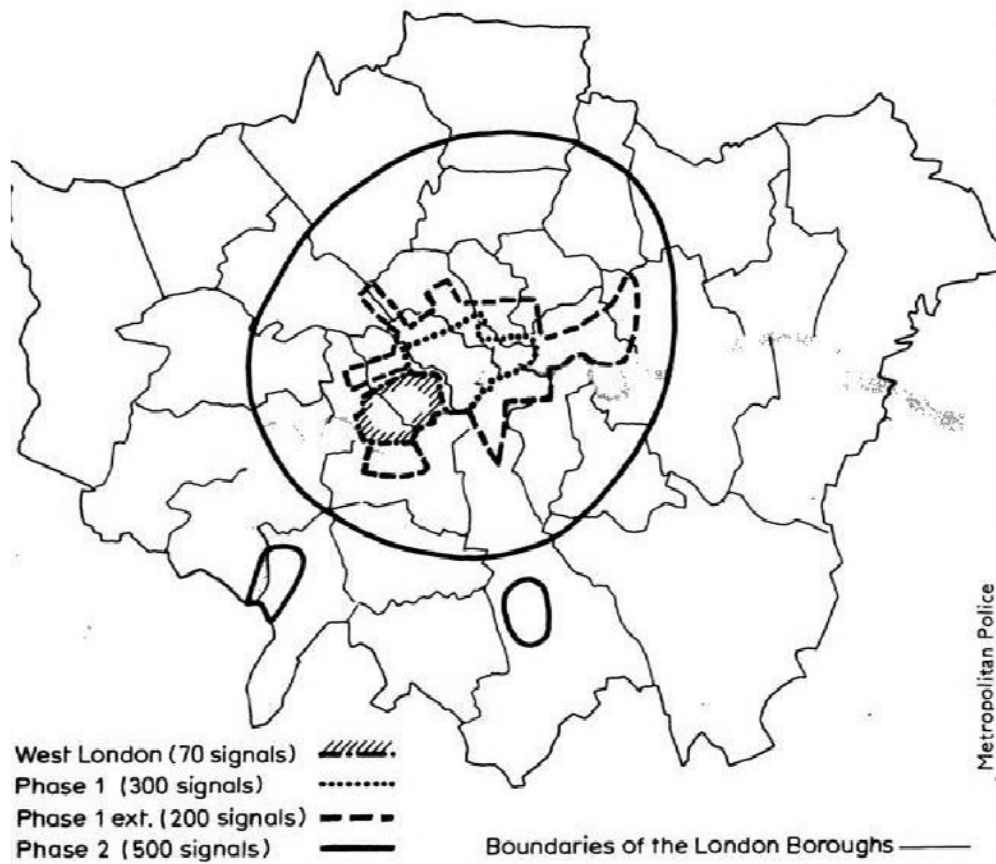 West London (70 signals)
Phase 1 (300 signals)
Phase 1 ext. (200 signals)
Phase 2 (500 signals)
Boundaries of the London Boroughs
Metropolitan Police